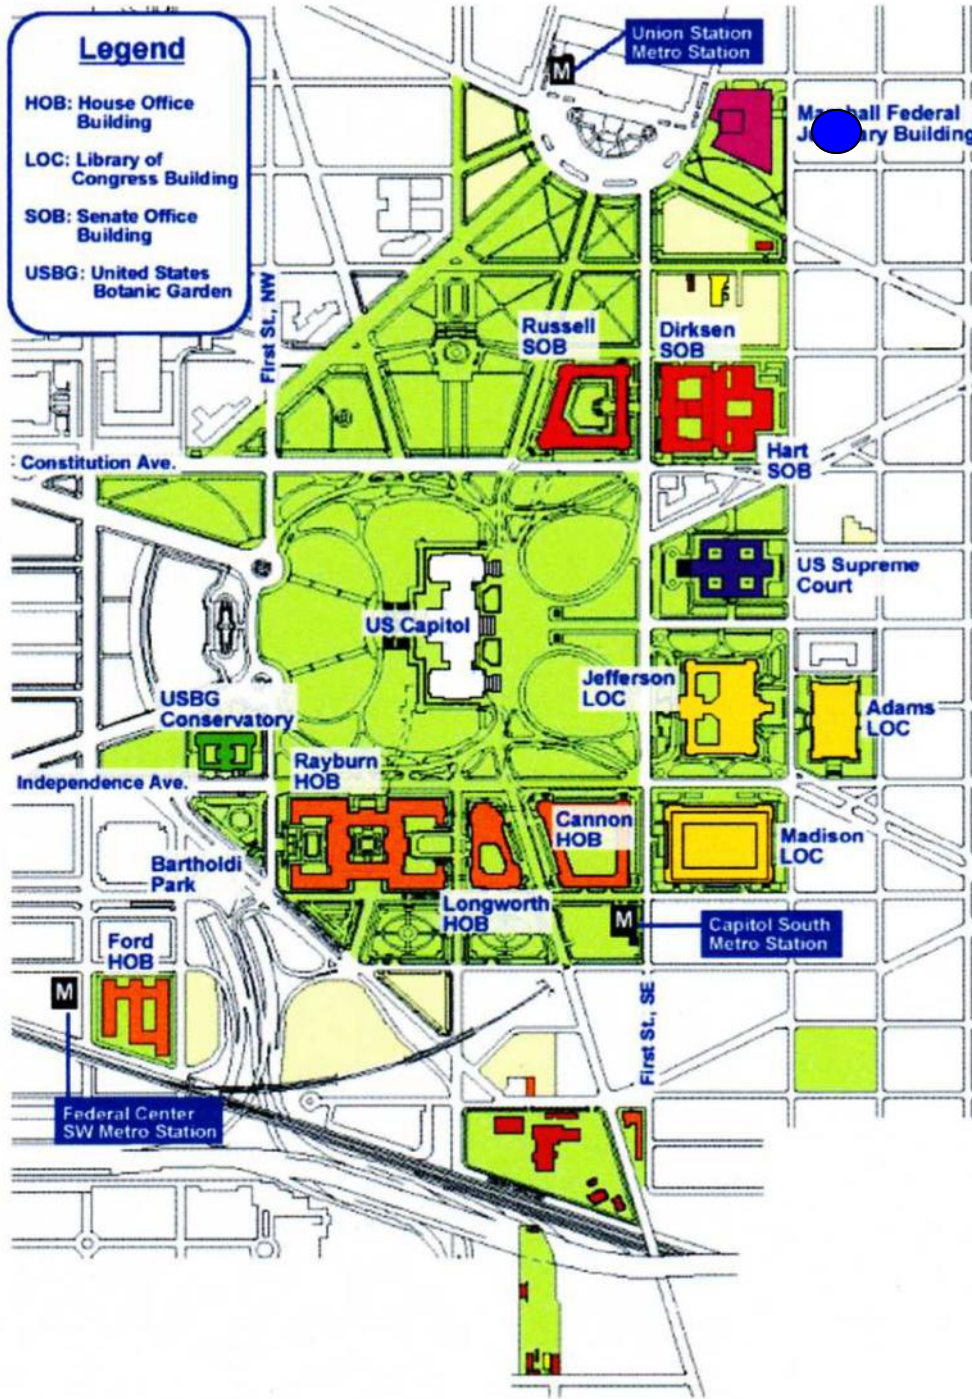 Legend
HOB: House Office
Building
LOC: Library of
Congress Building
SOB: Senate Office
Building
USBG: United States
Botanic Garden
Union Station
Metro Station
M
Federal
Building
First St., NW
Russell
SOB
Dirksen
SOB
Constitution Ave.
Hart
SOB
US Supreme
Court
US Capitol
Jefferson
LOC
Adams
LOC
USBG
Conservatory
Independence Ave.
Rayburn
HOB
Cannon
HOB
Madison
LOC
Bartholdi
Park
Longworth
HOB
M
Capitol South
Metro Station
Ford
HOB
M
First St., SE
Federal Center
SW Metro Station